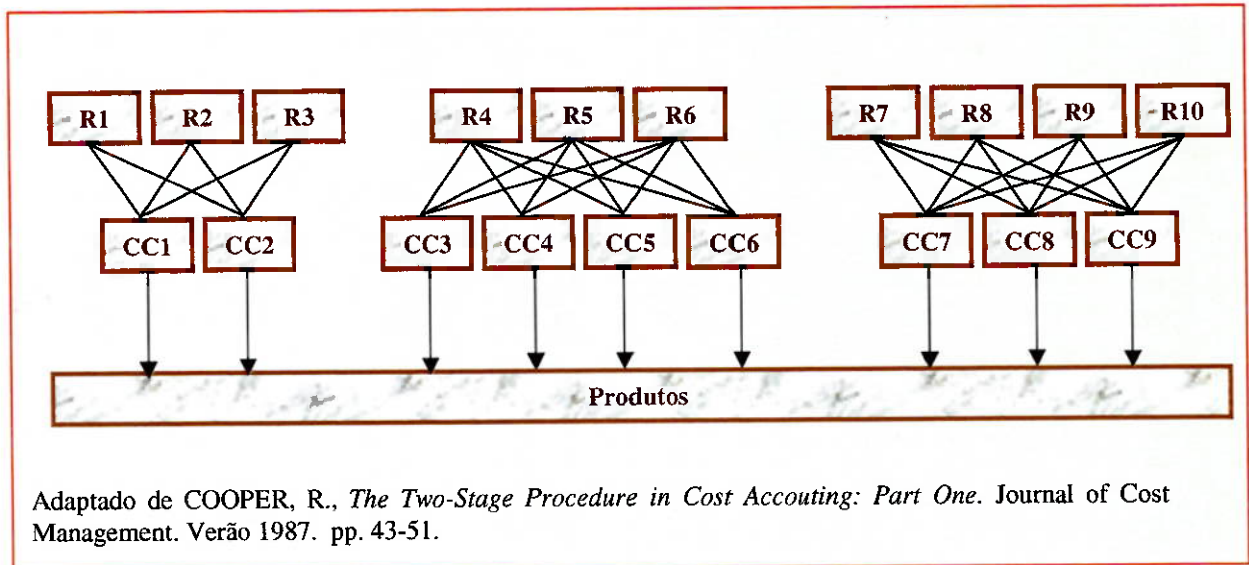 R1 R2 R3 R4 R5 R6 R7 R8 R9 R10
CC1 CC2 CC3 CC4 CC5 CC6 CC7 CC8 CC9
Produtos
Adaptado de COOPER, R., The Two-Stage Procedure in Cost Accouting: Part One. Journal of Cost
Management. Verão 1987. pp. 43-51.